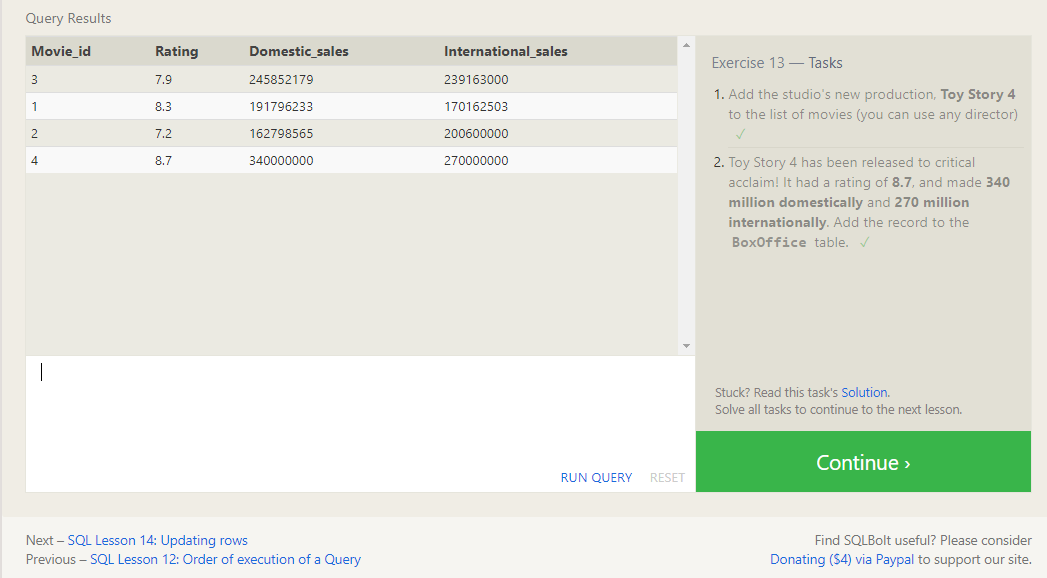 Query Results
Movie_id Rating Domestic_sales International_sales
3 7.9 245852179 239163000
1 8.3 191796233 170162503
2 7.2 162798565 200600000
4 8.7 340000000 270000000
RUN QUERY RESET
Exercise 13 — Tasks
1. Add the studio's new production, Toy Story 4
to the list of movies (you can use any director)
✓
2. Toy Story 4 has been released to critical
acclaim! It had a rating of 8.7, and made 340
million domestically and 270 million
internationally. Add the record to the
BoxOffice table. ✓
Stuck? Read this task's Solution.
Solve all tasks to continue to the next lesson.
Continue ›
Next – SQL Lesson 14: Updating rows
Previous – SQL Lesson 12: Order of execution of a Query
Find SQLBolt useful? Please consider
Donating ($4) via Paypal to support our site.